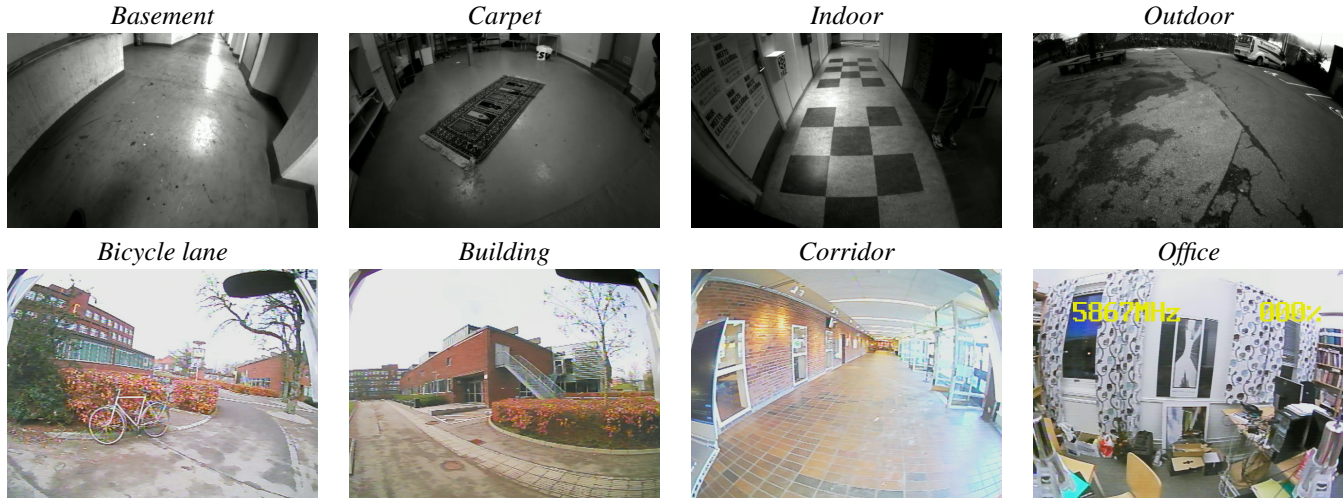 Basement Carpet Indoor Outdoor
Bicycle lane Building Corridor Office
5867MHz 000%